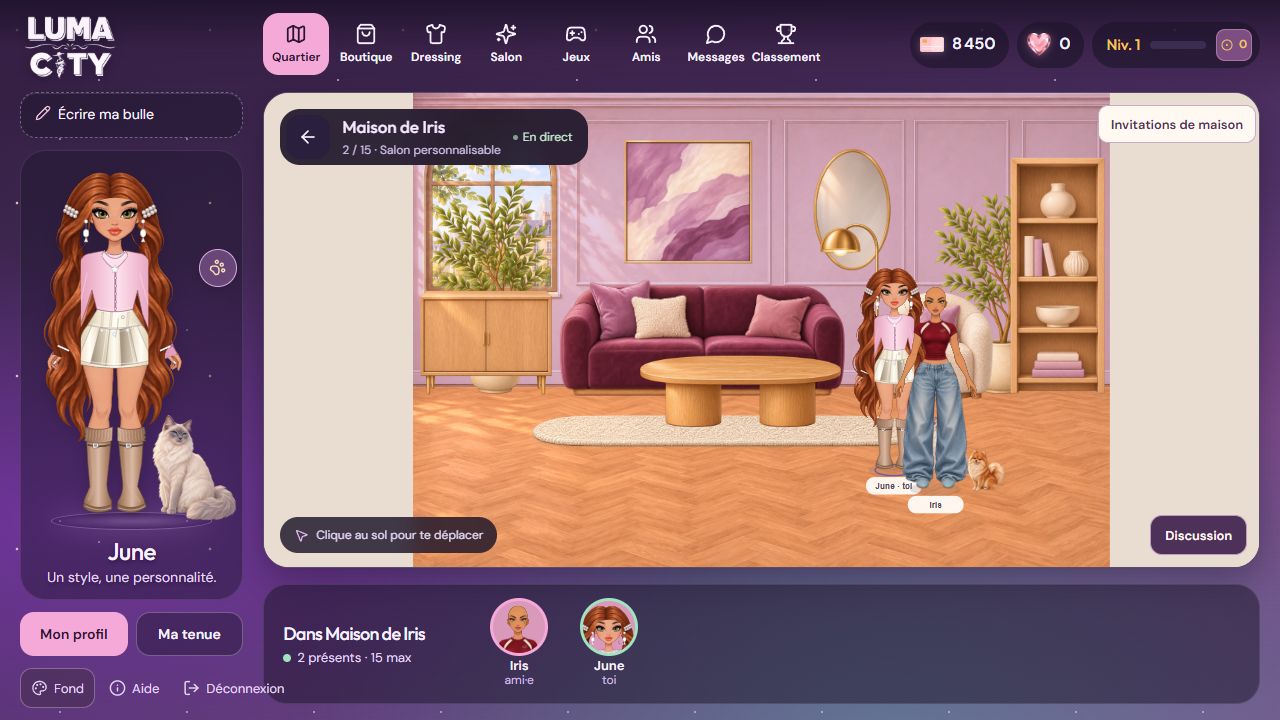 LUMA
CITY
Quartier
Boutique
Dressing
Salon
Jeux
Amis
Messages
Classement
8 450
0
Niv. 1
0
Écrire ma bulle
Maison de Iris
2 / 15 · Salon personnalisable
En direct
Invitations de maison
June · toi
Iris
Clique au sol pour te déplacer
Discussion
June
Un style, une personnalité.
Mon profil
Ma tenue
Fond
Aide
Déconnexion
Dans Maison de Iris
2 présents · 15 max
Iris
ami·e
June
toi